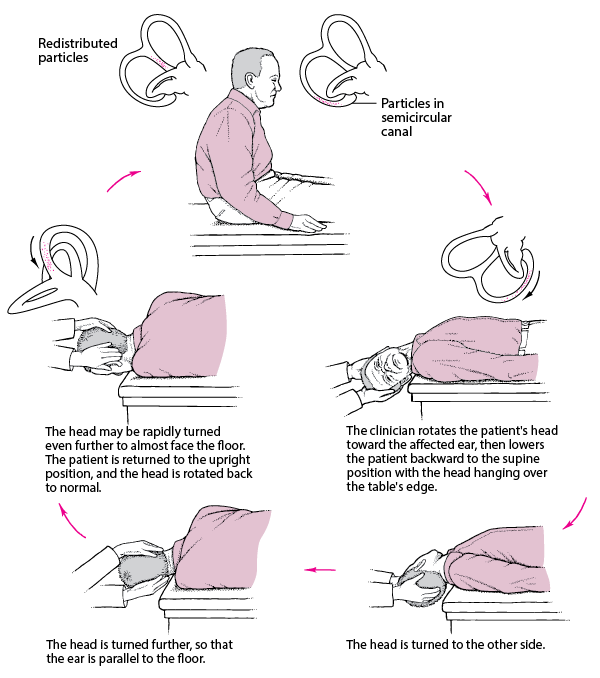 Redistributed
particles
Particles in
semicircular
canal
The clinician rotates the patient's head
toward the affected ear, then lowers
the patient backward to the supine
position with the head hanging over
the table's edge.
The head is turned to the other side.
The head is turned further, so that
the ear is parallel to the floor.
The head may be rapidly turned
even further to almost face the floor.
The patient is returned to the upright
position, and the head is rotated back
to normal.